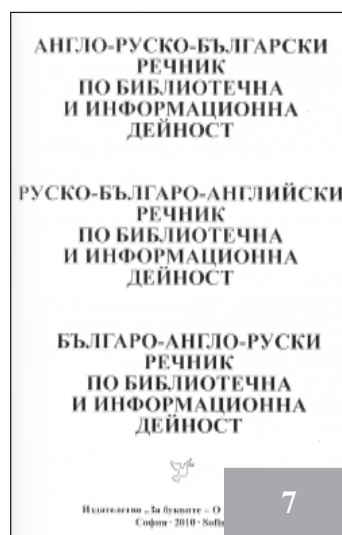 АНГЛО-РУСКО-БЪЛГАРСКИ
РЕЧНИК
ПО БИБЛИОТЕЧНА
И ИНФОРМАЦИОННА
ДЕЙНОСТ
РУСКО-БЪЛГАРО-АНГЛИЙСКИ
РЕЧНИК
ПО БИБЛИОТЕЧНА
И ИНФОРМАЦИОННА
ДЕЙНОСТ
БЪЛГАРО-АНГЛО-РУСКИ
РЕЧНИК
ПО БИБЛИОТЕЧНА
И ИНФОРМАЦИОННА
ДЕЙНОСТ
Издателство „За буквите – О
София · 2010 · Sofia
7